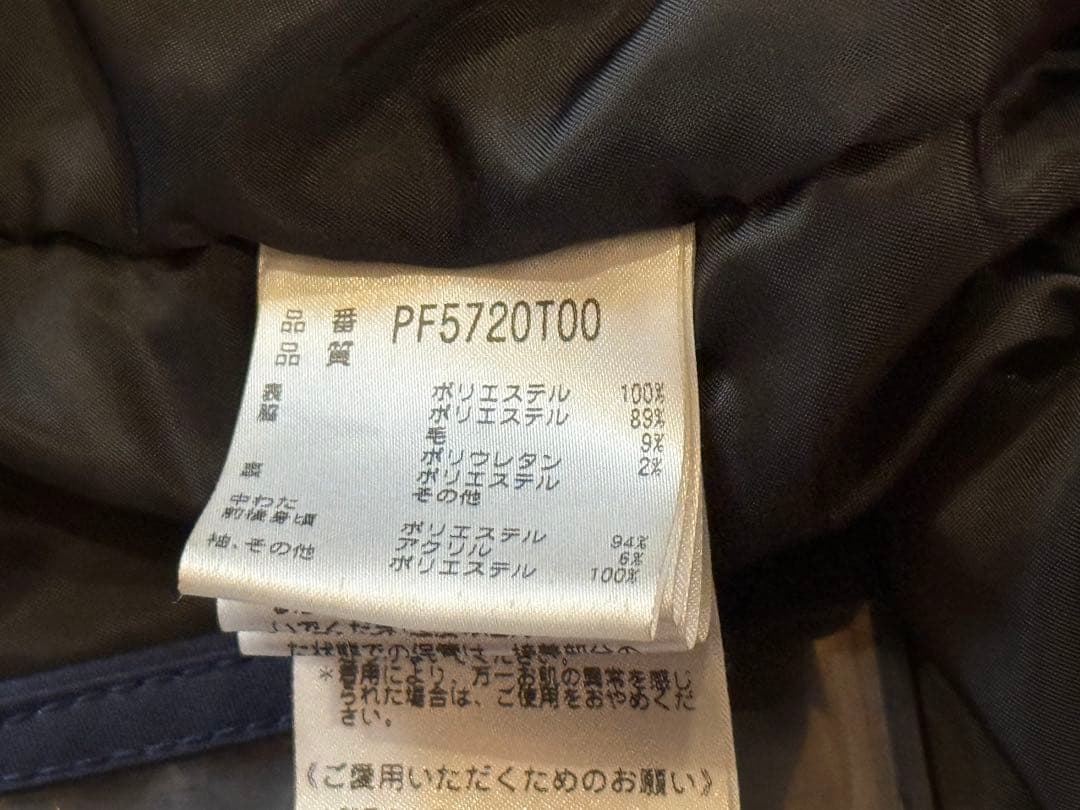 品 番 PF5720T00
品 質
表 ポリエステル 100%
脇 ポリエステル 89%
毛 9%
ポリウレタン 2%
裏 ポリエステル
その他
中わた
前後身頃 ポリエステル 94%
アクリル 6%
袖、その他 ポリエステル 100%
*着用により、万一お肌の異常を感じ
られた場合は、ご使用をおやめくだ
さい。
《ご愛用いただくためのお願い》